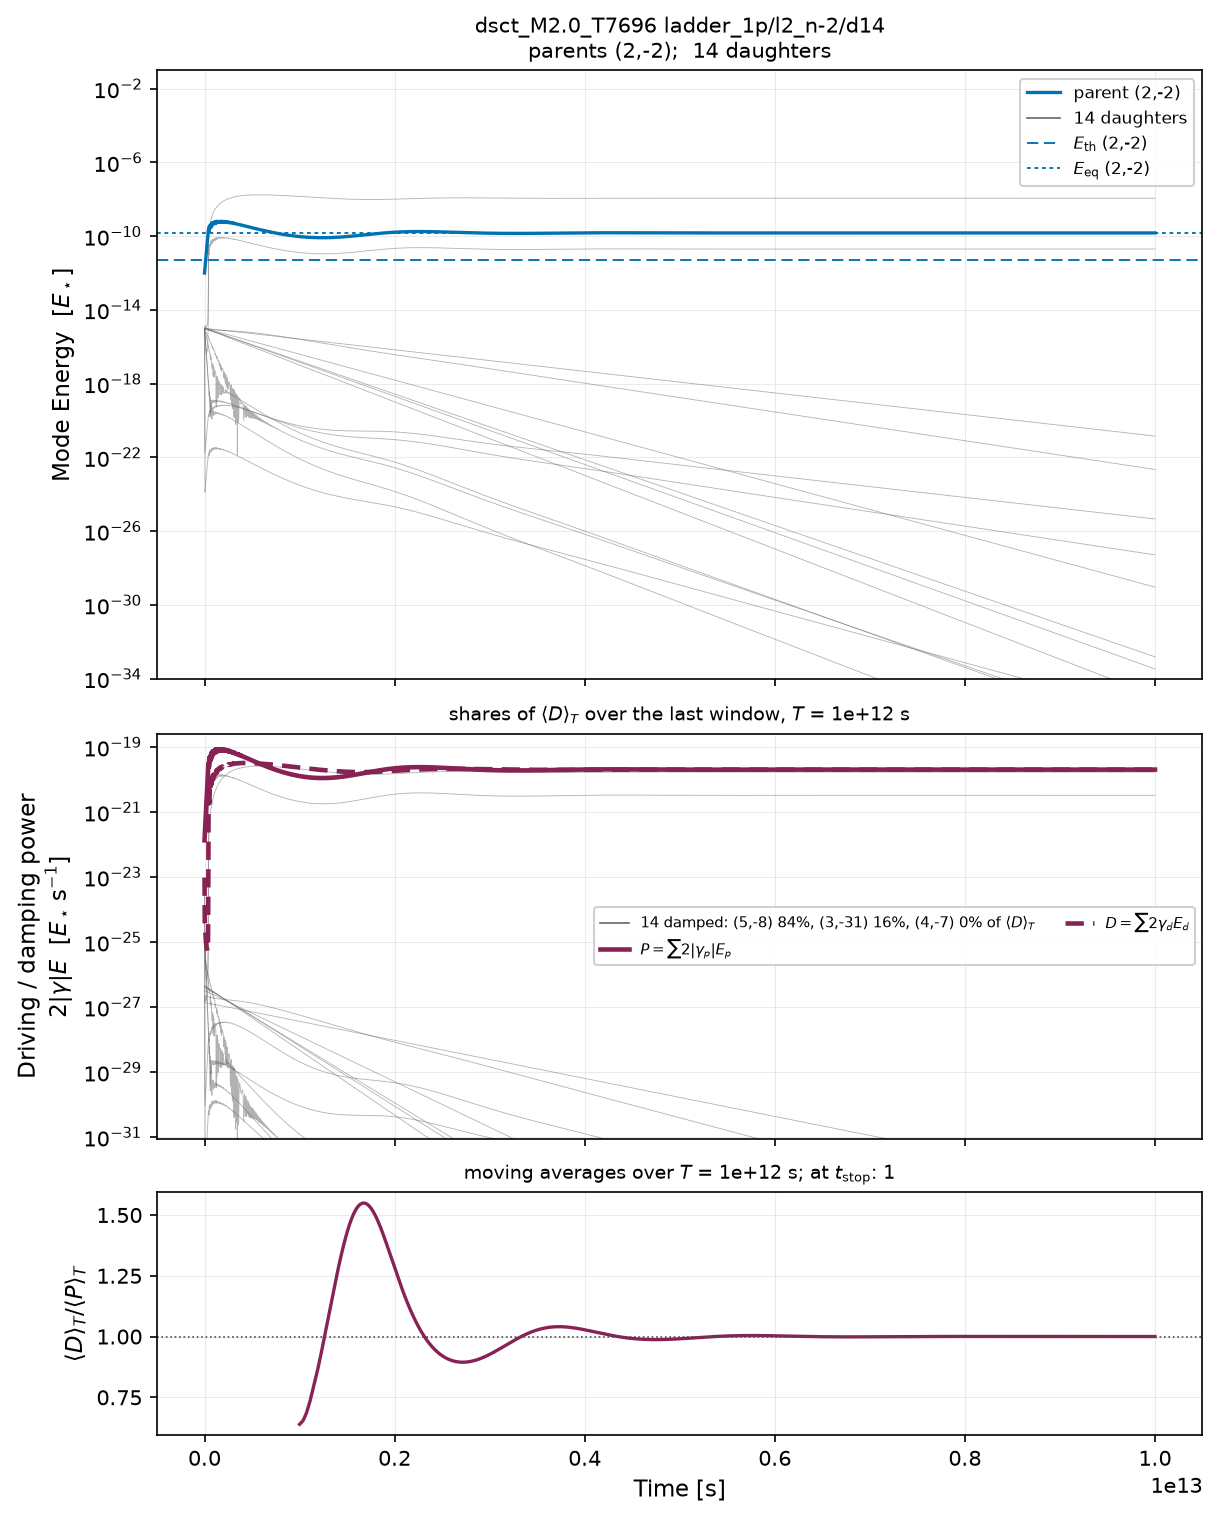 dsct_M2.0_T7696 ladder_1p/l2_n-2/d14
parents (2,-2);  14 daughters
10⁻²
10⁻⁶
10⁻¹⁰
10⁻¹⁴
10⁻¹⁸
10⁻²²
10⁻²⁶
10⁻³⁰
10⁻³⁴
Mode Energy [E⋆]
parent (2,-2)
14 daughters
E_th (2,-2)
E_eq (2,-2)
shares of ⟨D⟩_T over the last window, T = 1e+12 s
10⁻¹⁹
10⁻²¹
10⁻²³
10⁻²⁵
10⁻²⁷
10⁻²⁹
10⁻³¹
Driving / damping power
2|γ|E [E⋆ s⁻¹]
14 damped: (5,-8) 84%, (3,-31) 16%, (4,-7) 0% of ⟨D⟩_T
P = ∑2|γ_p|E_p
D = ∑2γ_d E_d
moving averages over T = 1e+12 s; at t_stop: 1
1.50
1.25
1.00
0.75
⟨D⟩_T/⟨P⟩_T
0.0 0.2 0.4 0.6 0.8 1.0
1e13
Time [s]